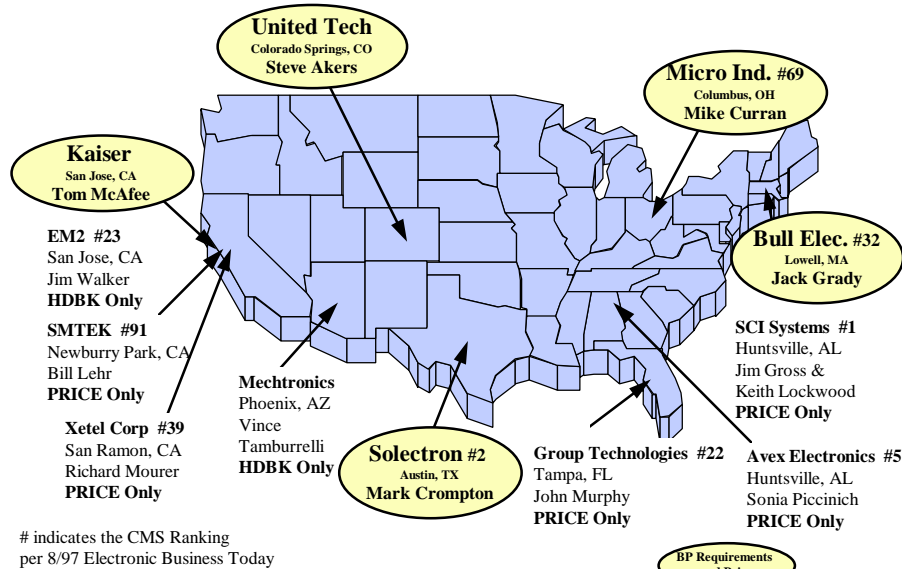 United Tech
Colorado Springs, CO
Steve Akers
Micro Ind. #69
Columbus, OH
Mike Curran
Kaiser
San Jose, CA
Tom McAfee
EM2 #23
San Jose, CA
Jim Walker
HDBK Only
SMTEK #91
Newburry Park, CA
Bill Lehr
PRICE Only
Xetel Corp #39
San Ramon, CA
Richard Mourer
PRICE Only
Mechtronics
Phoenix, AZ
Vince
Tamburrelli
HDBK Only
Solectron #2
Austin, TX
Mark Crompton
Group Technologies #22
Tampa, FL
John Murphy
PRICE Only
Bull Elec. #32
Lowell, MA
Jack Grady
SCI Systems #1
Huntsville, AL
Jim Gross &
Keith Lockwood
PRICE Only
Avex Electronics #5
Huntsville, AL
Sonia Piccinich
PRICE Only
# indicates the CMS Ranking
per 8/97 Electronic Business Today
BP Requirements